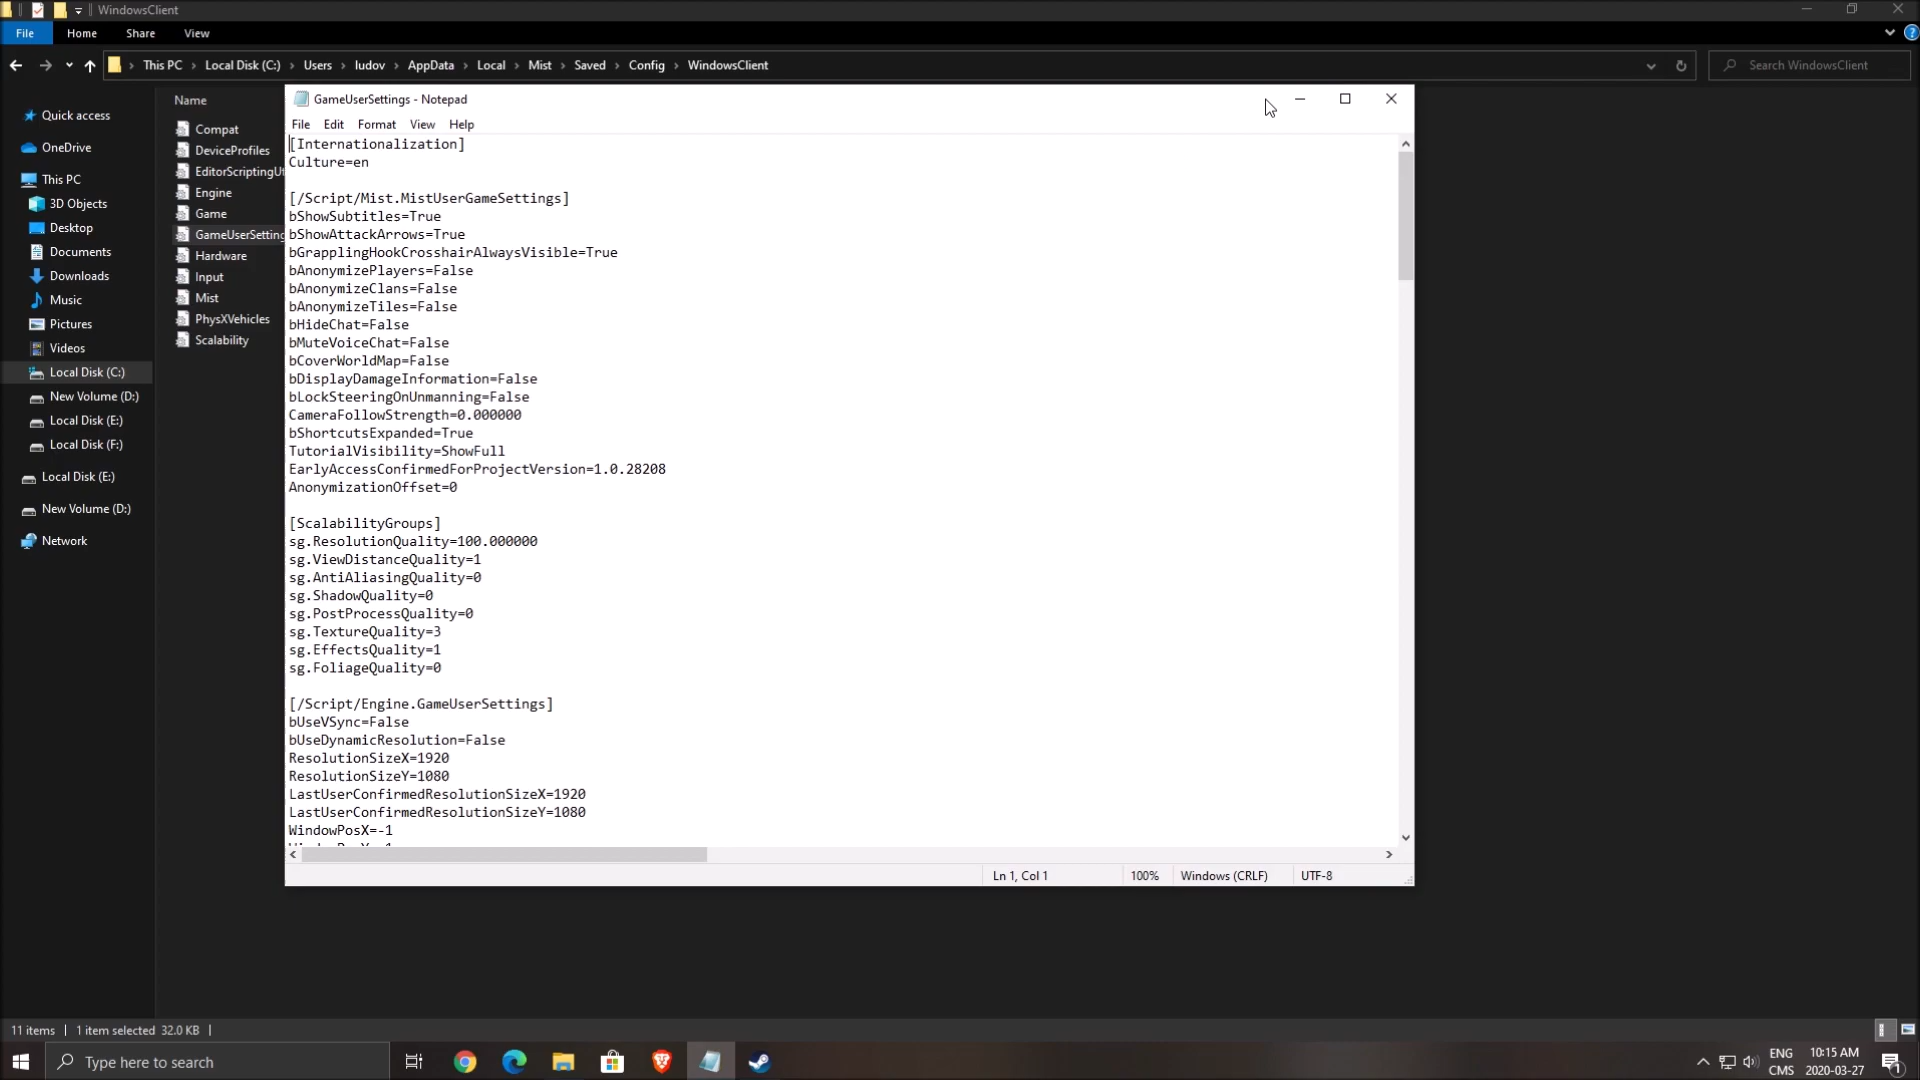 WindowsClient
File Home Share View
This PC Local Disk (C:) Users ludov AppData Local Mist Saved Config WindowsClient
Search WindowsClient
Quick access
OneDrive
This PC
3D Objects
Desktop
Documents
Downloads
Music
Pictures
Videos
Local Disk (C:)
New Volume (D:)
Local Disk (E:)
Local Disk (F:)
Local Disk (E:)
New Volume (D:)
Network
Name
Compat
DeviceProfiles
EditorScriptingUt
Engine
Game
GameUserSetting
Hardware
Input
Mist
PhysXVehicles
Scalability
GameUserSettings - Notepad
File Edit Format View Help
[Internationalization]
Culture=en
[/Script/Mist.MistUserGameSettings]
bShowSubtitles=True
bShowAttackArrows=True
bGrapplingHookCrosshairAlwaysVisible=True
bAnonymizePlayers=False
bAnonymizeClans=False
bAnonymizeTiles=False
bHideChat=False
bMuteVoiceChat=False
bCoverWorldMap=False
bDisplayDamageInformation=False
bLockSteeringOnUnmanning=False
CameraFollowStrength=0.000000
bShortcutsExpanded=True
TutorialVisibility=ShowFull
EarlyAccessConfirmedForProjectVersion=1.0.28208
AnonymizationOffset=0
[ScalabilityGroups]
sg.ResolutionQuality=100.000000
sg.ViewDistanceQuality=1
sg.AntiAliasingQuality=0
sg.ShadowQuality=0
sg.PostProcessQuality=0
sg.TextureQuality=3
sg.EffectsQuality=1
sg.FoliageQuality=0
[/Script/Engine.GameUserSettings]
bUseVSync=False
bUseDynamicResolution=False
ResolutionSizeX=1920
ResolutionSizeY=1080
LastUserConfirmedResolutionSizeX=1920
LastUserConfirmedResolutionSizeY=1080
WindowPosX=-1
Ln 1, Col 1 100% Windows (CRLF) UTF-8
11 items 1 item selected 32.0 KB
Type here to search
ENG
CMS
10:15 AM
2020-03-27
1